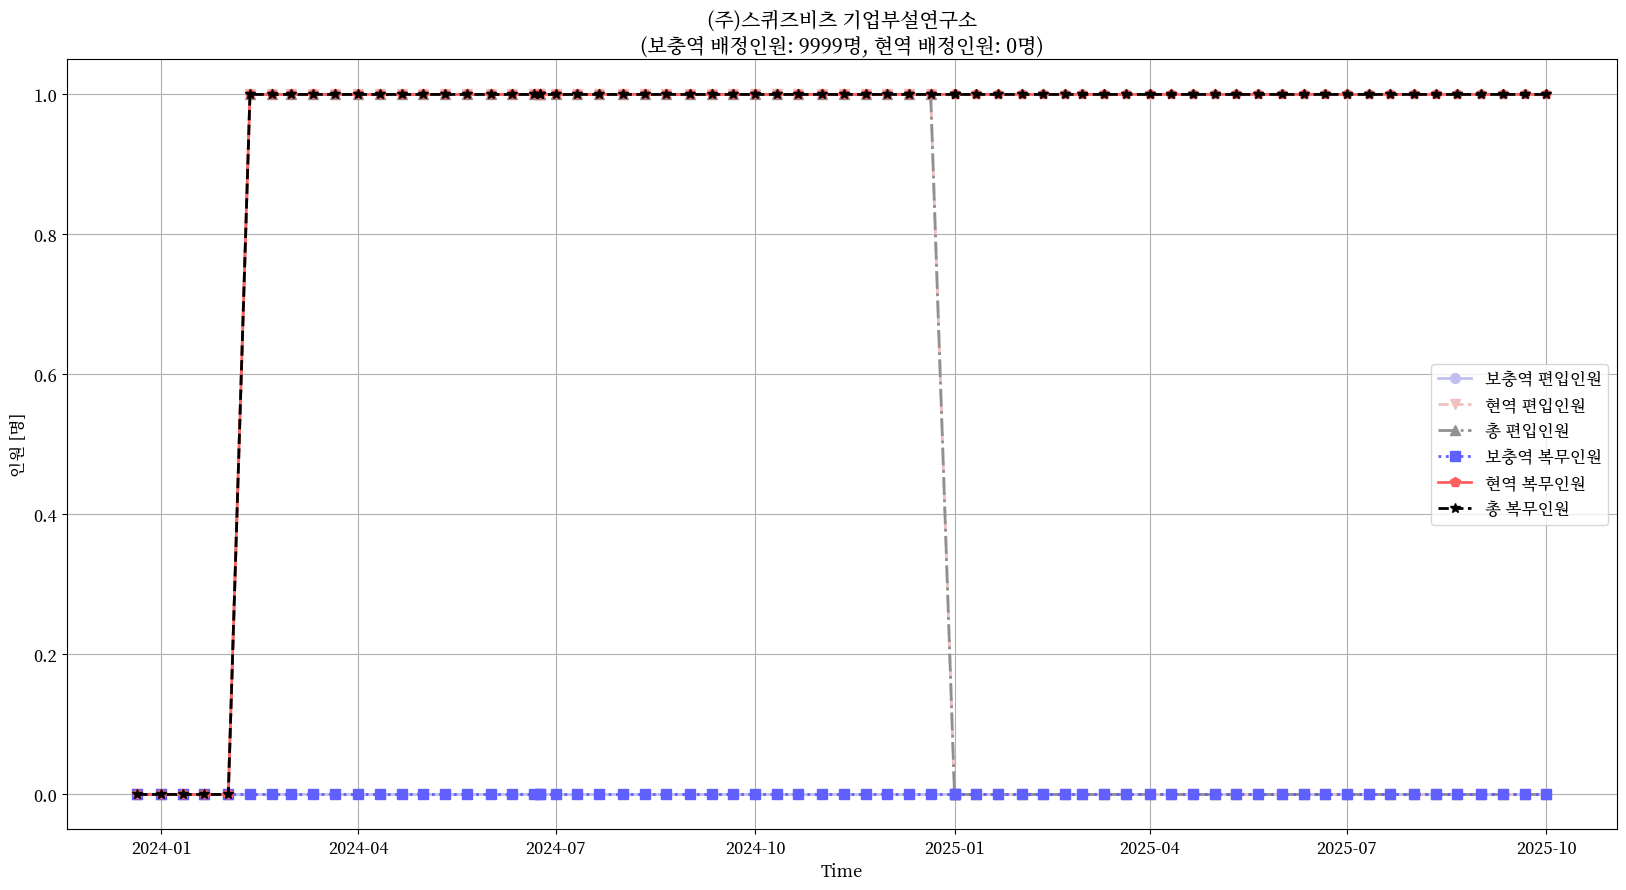 (주)스퀴즈비츠 기업부설연구소
(보충역 배정인원: 9999명, 현역 배정인원: 0명)
인원 [명]
1.0
0.8
0.6
0.4
0.2
0.0
보충역 편입인원
현역 편입인원
총 편입인원
보충역 복무인원
현역 복무인원
총 복무인원
2024-01
2024-04
2024-07
2024-10
2025-01
2025-04
2025-07
2025-10
Time